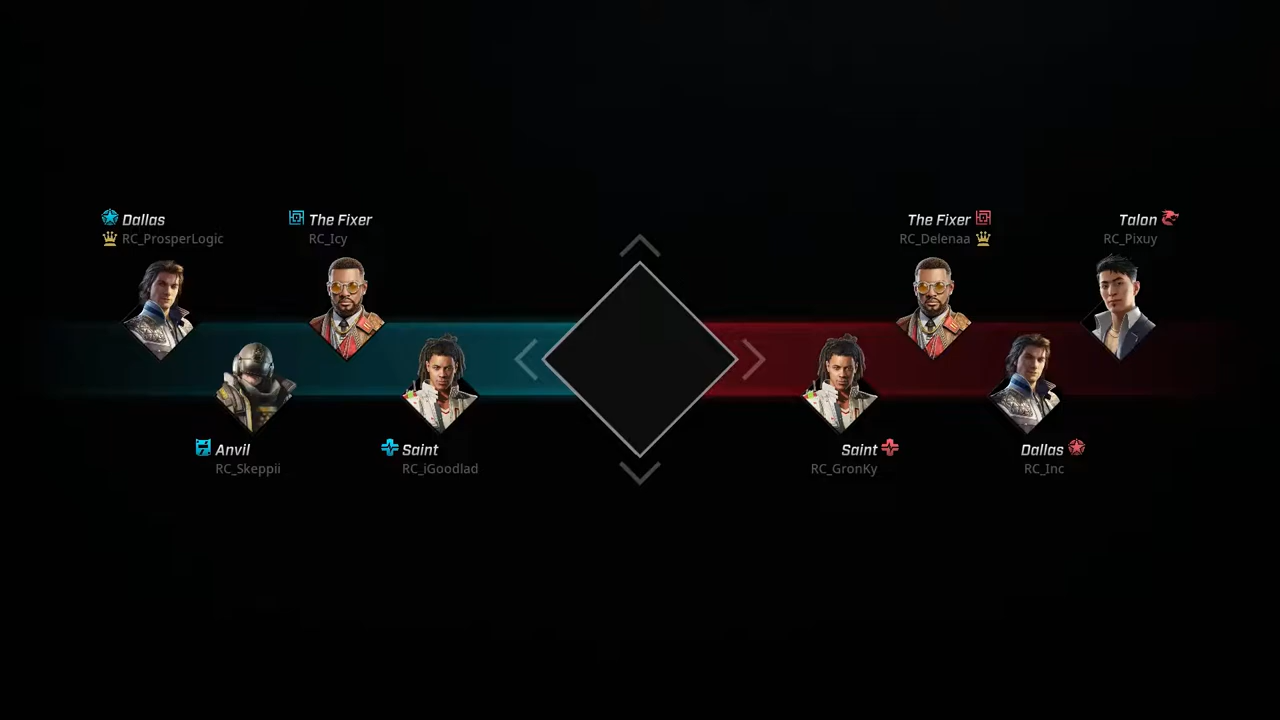 Dallas
RC_ProsperLogic
The Fixer
RC_Icy
The Fixer
RC_Delenaa
Talon
RC_Pixuy
Anvil
RC_Skeppii
Saint
RC_iGoodlad
Saint
RC_GronKy
Dallas
RC_Inc